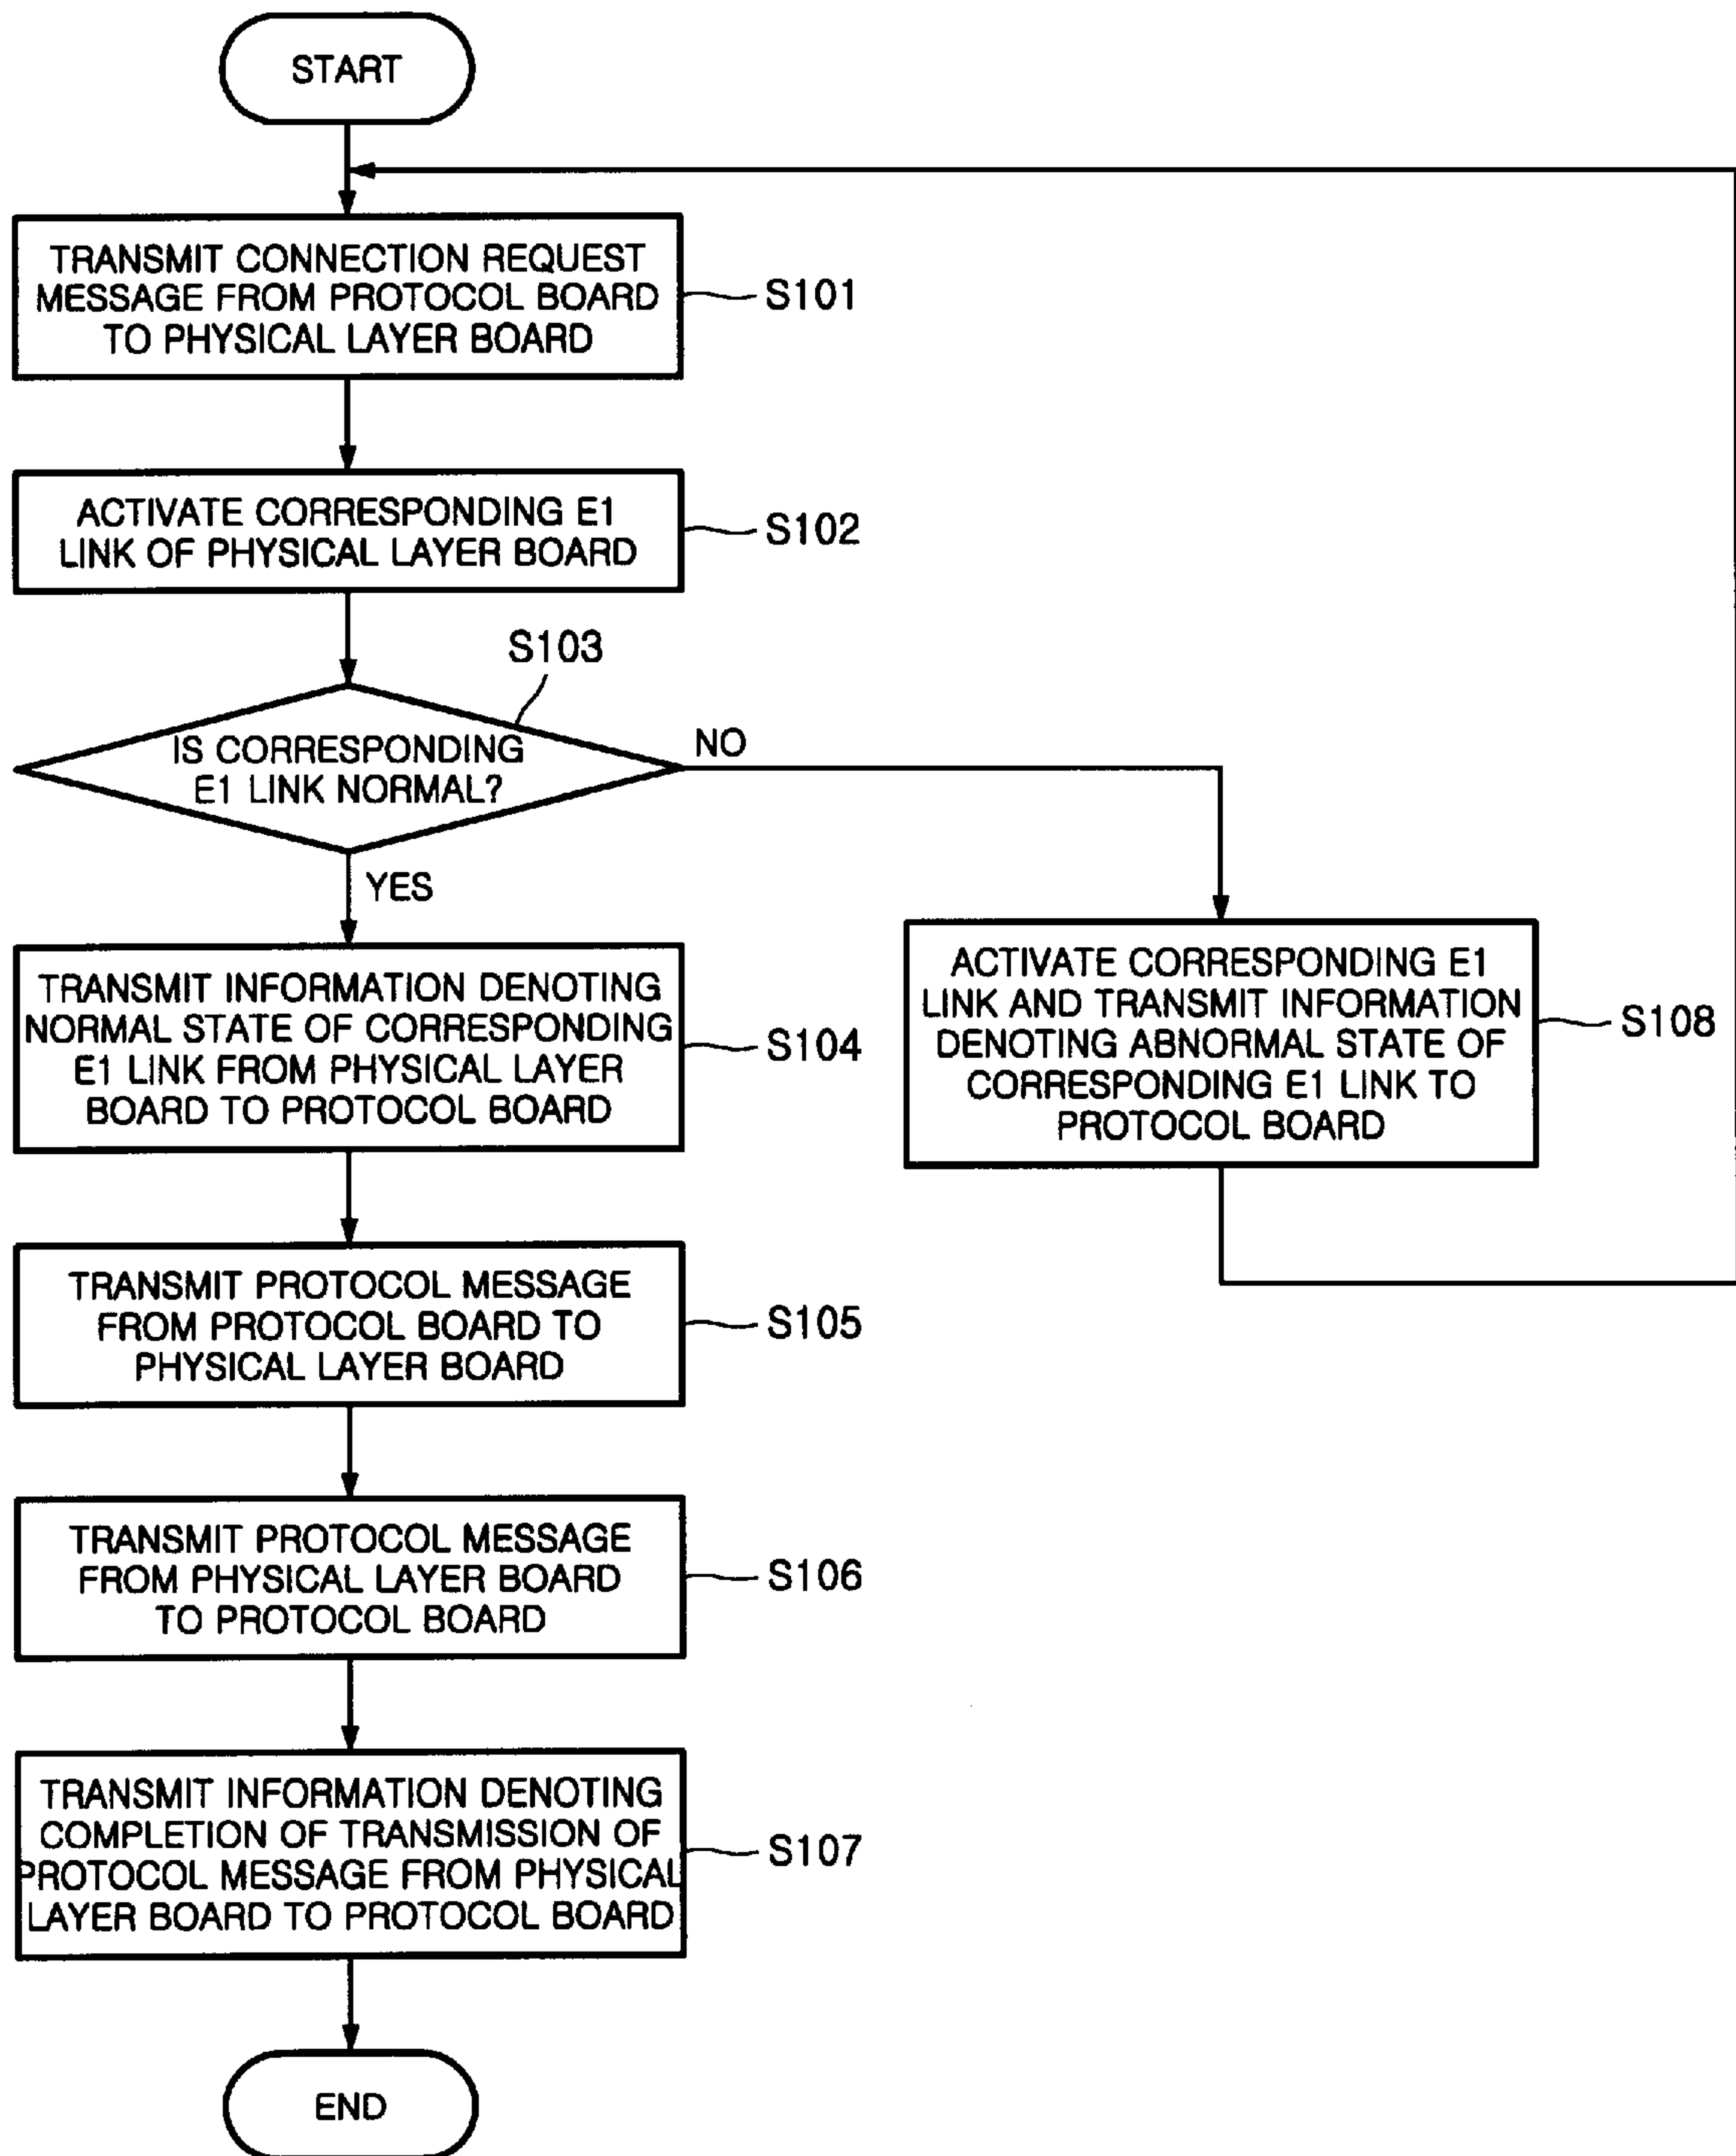 START
TRANSMIT CONNECTION REQUEST
MESSAGE FROM PROTOCOL BOARD
TO PHYSICAL LAYER BOARD
S101
ACTIVATE CORRESPONDING E1
LINK OF PHYSICAL LAYER BOARD
S102
S103
IS CORRESPONDING
E1 LINK NORMAL?
NO
YES
TRANSMIT INFORMATION DENOTING
NORMAL STATE OF CORRESPONDING
E1 LINK FROM PHYSICAL LAYER
BOARD TO PROTOCOL BOARD
S104
ACTIVATE CORRESPONDING E1
LINK AND TRANSMIT INFORMATION
DENOTING ABNORMAL STATE OF
CORRESPONDING E1 LINK TO
PROTOCOL BOARD
S108
TRANSMIT PROTOCOL MESSAGE
FROM PROTOCOL BOARD TO
PHYSICAL LAYER BOARD
S105
TRANSMIT PROTOCOL MESSAGE
FROM PHYSICAL LAYER BOARD
TO PROTOCOL BOARD
S106
TRANSMIT INFORMATION DENOTING
COMPLETION OF TRANSMISSION OF
PROTOCOL MESSAGE FROM PHYSICAL
LAYER BOARD TO PROTOCOL BOARD
S107
END